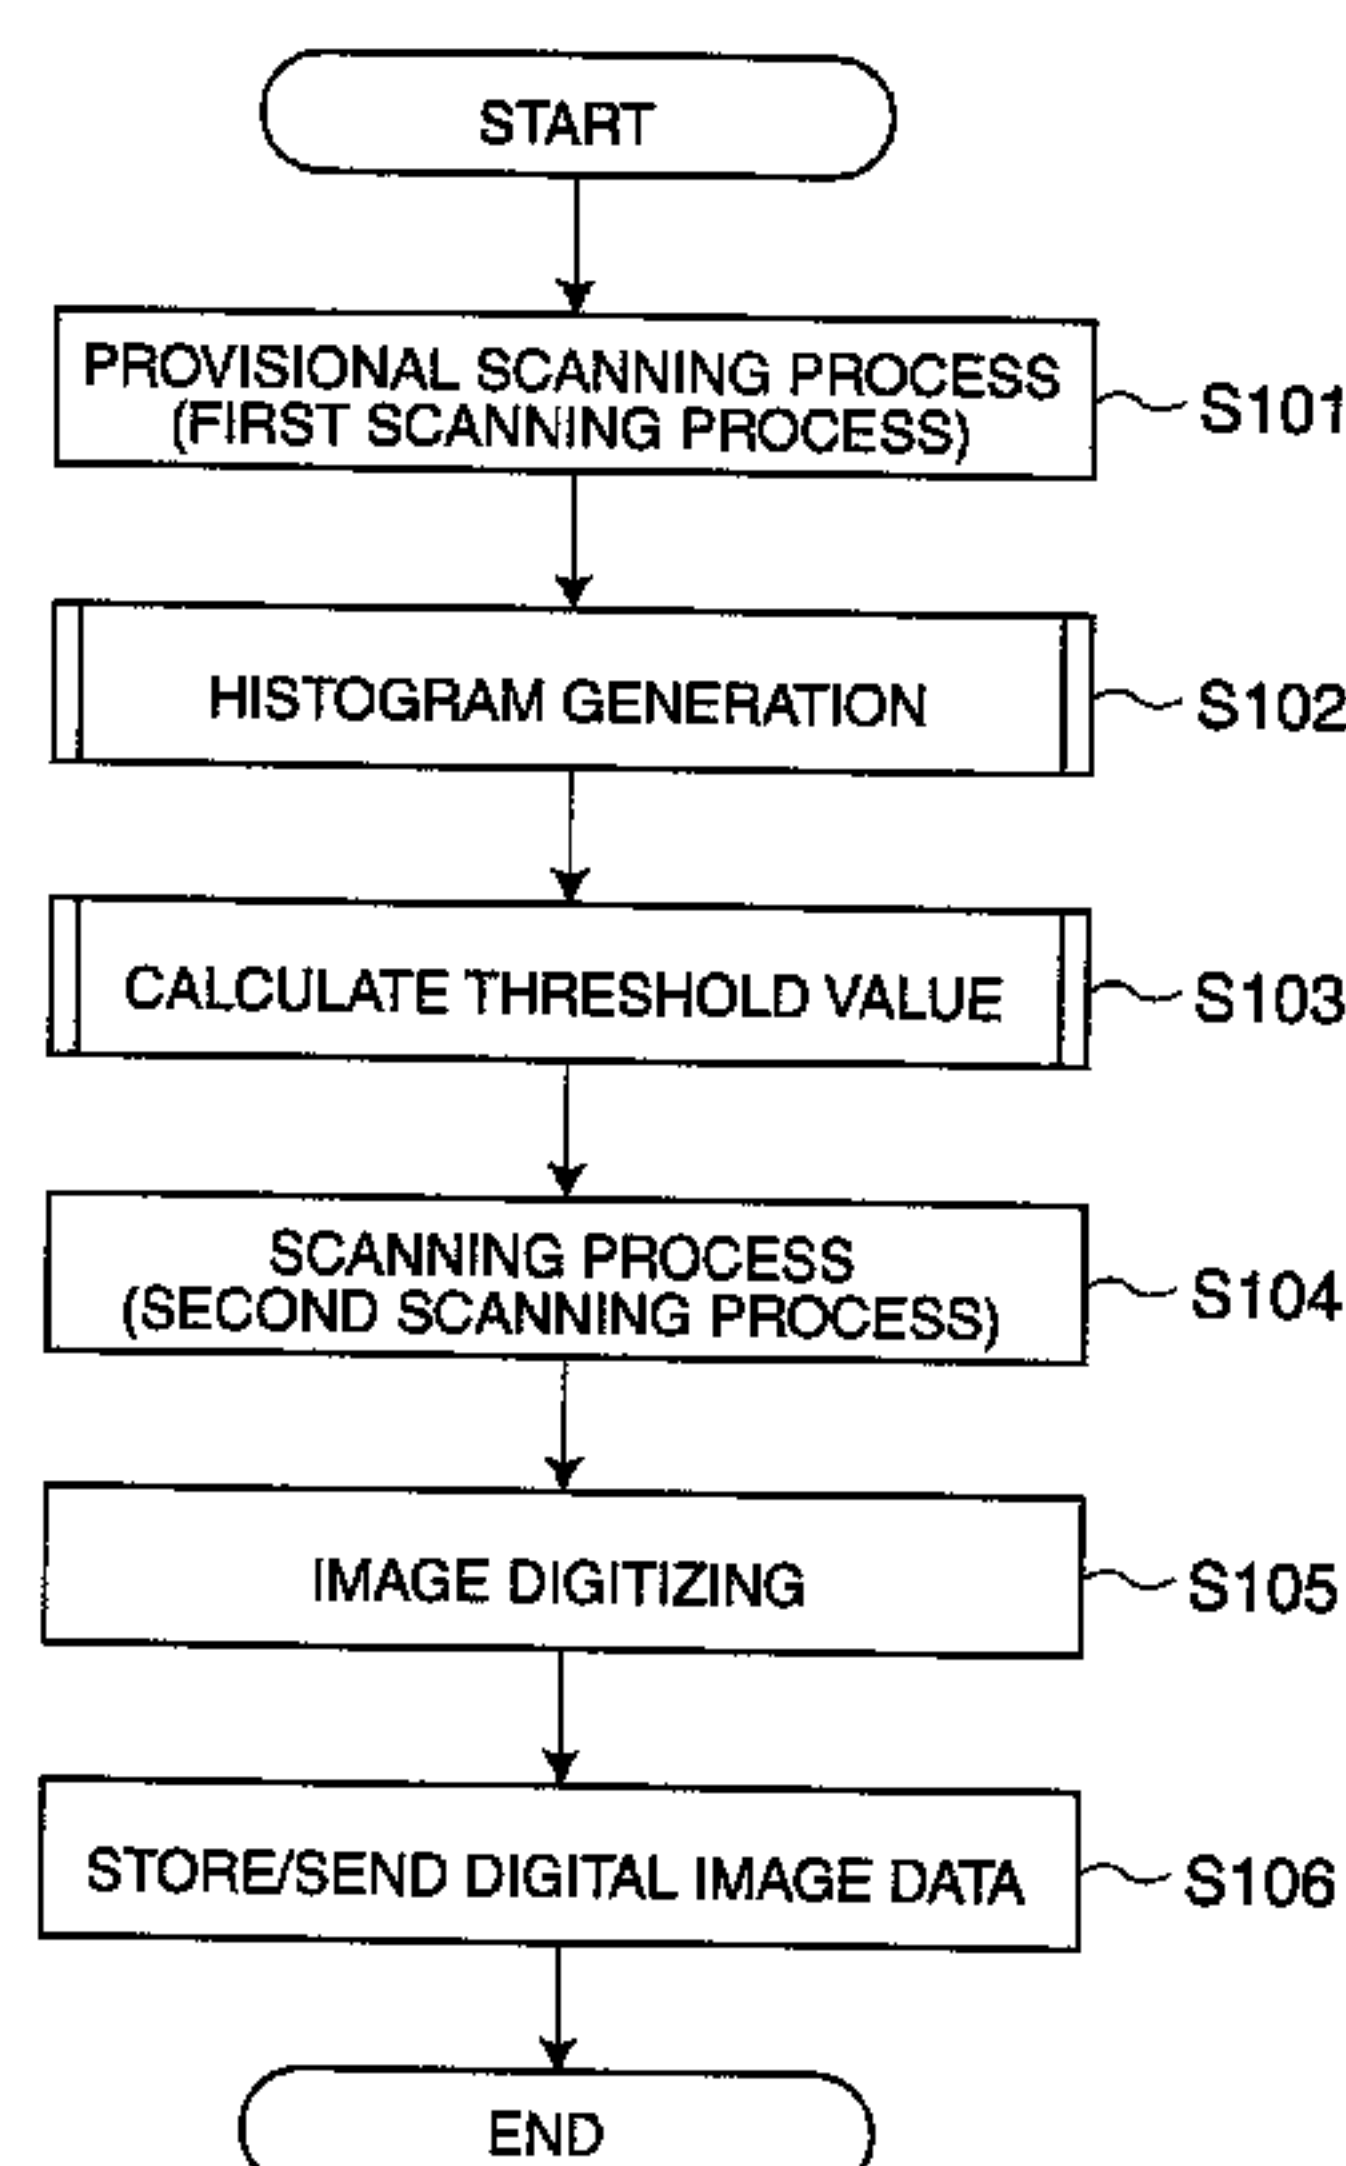 START
PROVISIONAL SCANNING PROCESS
(FIRST SCANNING PROCESS)
S101
HISTOGRAM GENERATION
S102
CALCULATE THRESHOLD VALUE
S103
SCANNING PROCESS
(SECOND SCANNING PROCESS)
S104
IMAGE DIGITIZING
S105
STORE/SEND DIGITAL IMAGE DATA
S106
END